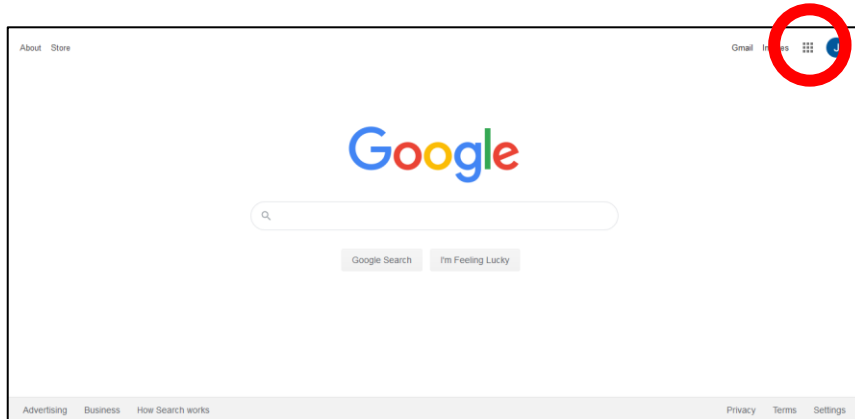 About Store Gmail
Google
Google Search I'm Feeling Lucky
Advertising Business How Search works Privacy Terms Settings